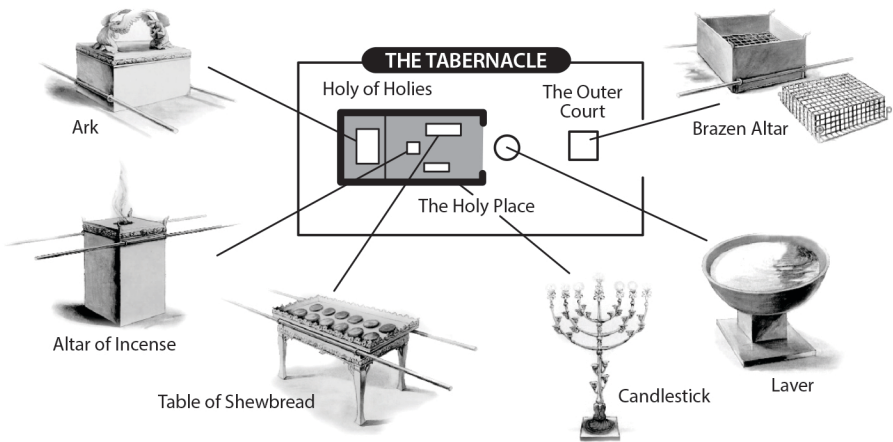 THE TABERNACLE
Holy of Holies
The Outer
Court
Brazen Altar
Ark
The Holy Place
Altar of Incense
Table of Shewbread
Candlestick
Laver